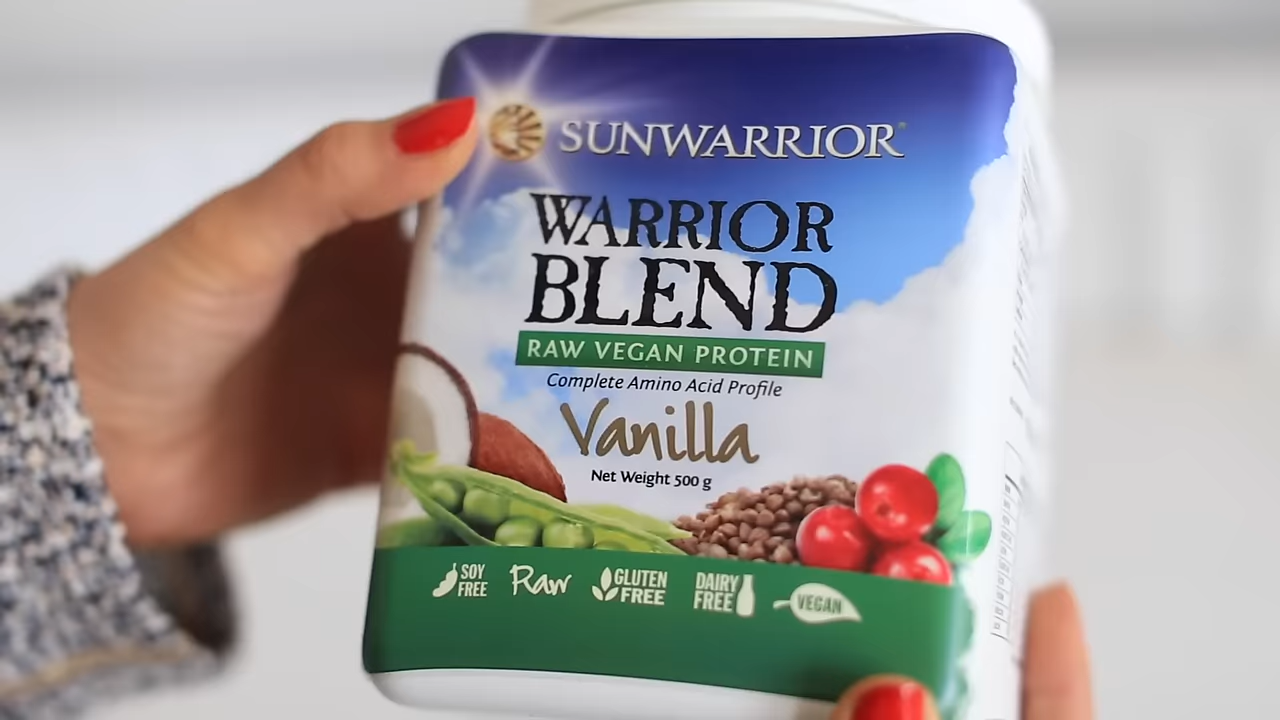 SUNWARRIOR
WARRIOR
BLEND
RAW VEGAN PROTEIN
Complete Amino Acid Profile
Vanilla
Net Weight 500 g
SOY
FREE
Raw
GLUTEN
FREE
DAIRY
FREE
VEGAN